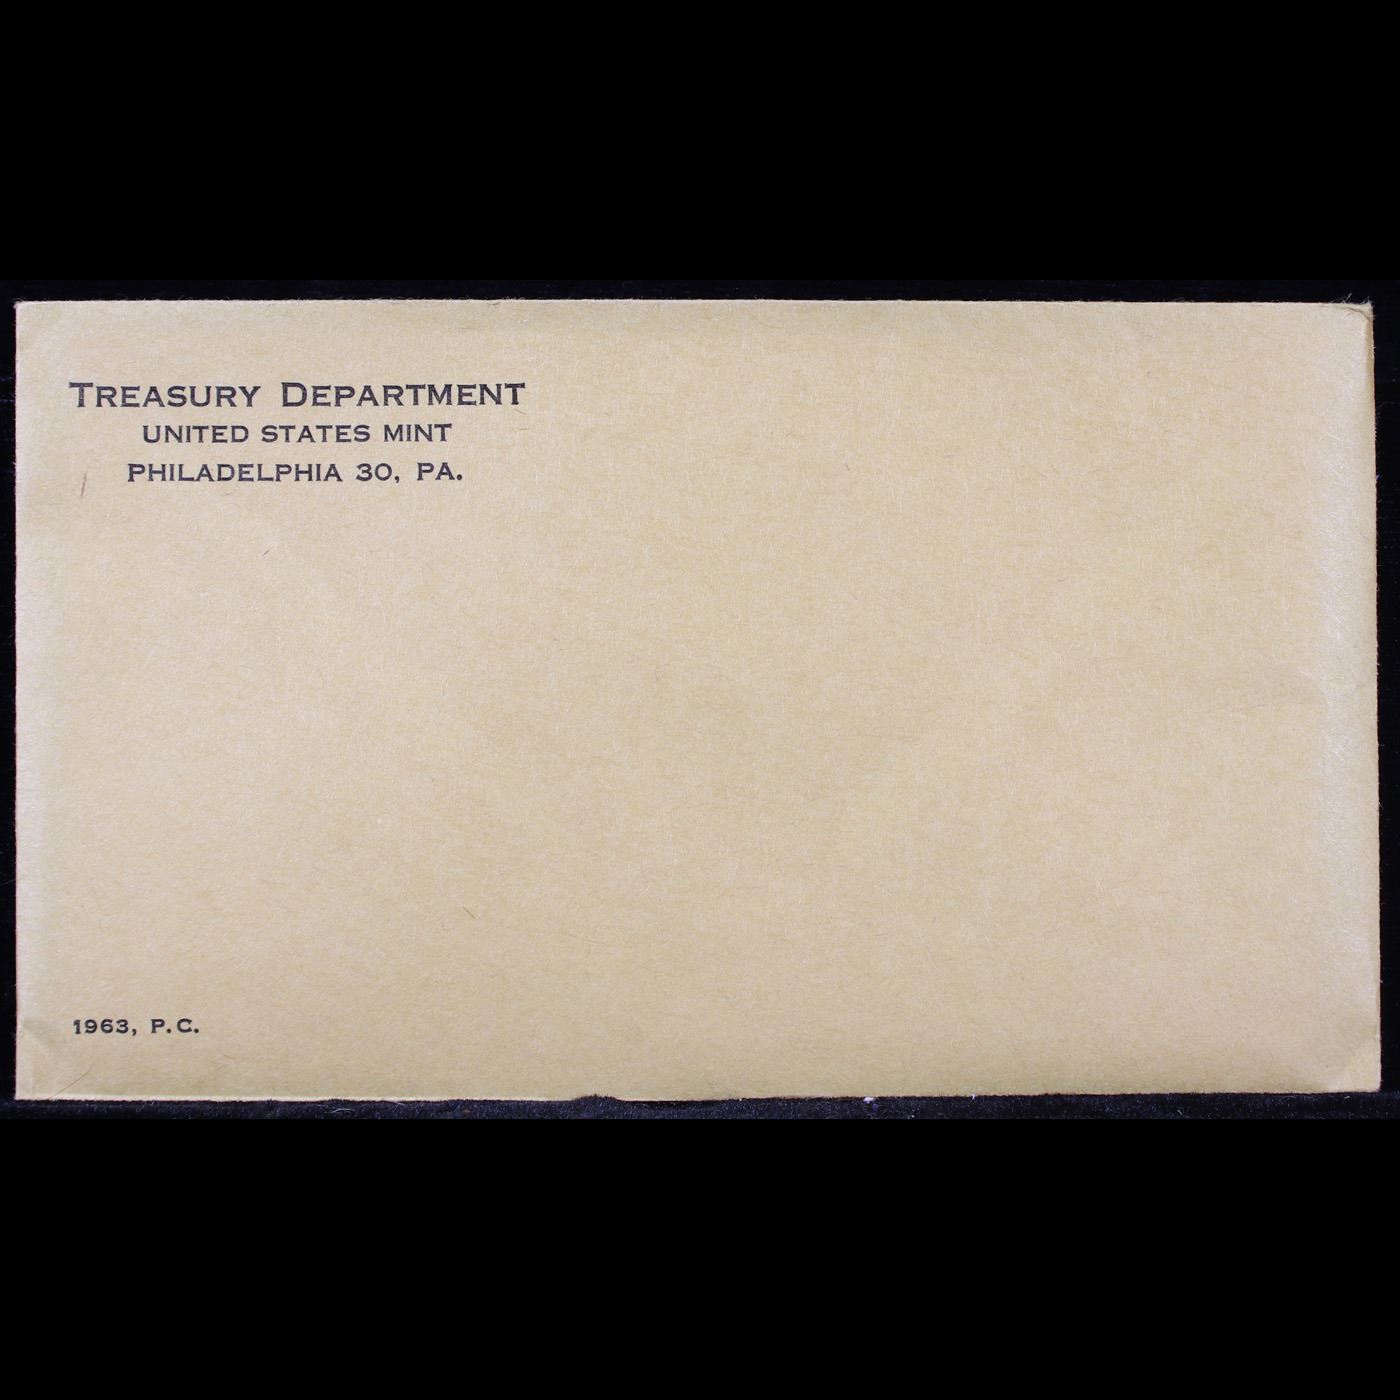 TREASURY DEPARTMENT
UNITED STATES MINT
PHILADELPHIA 30, PA.
1963, P.C.